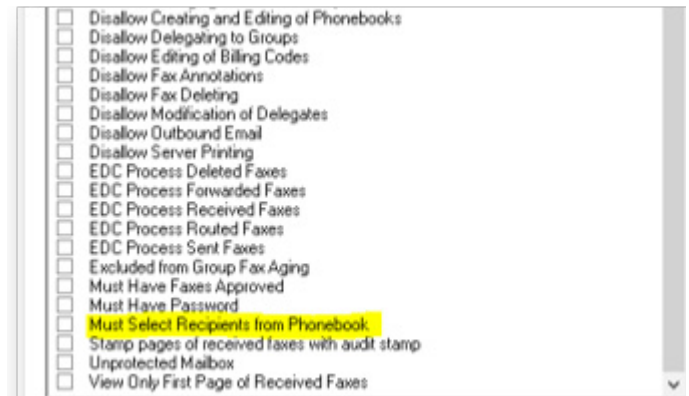 Disallow Creating and Editing of Phonebooks
Disallow Delegating to Groups
Disallow Editing of Billing Codes
Disallow Fax Annotations
Disallow Fax Deleting
Disallow Modification of Delegates
Disallow Outbound Email
Disallow Server Printing
EDC Process Deleted Faxes
EDC Process Forwarded Faxes
EDC Process Received Faxes
EDC Process Routed Faxes
EDC Process Sent Faxes
Excluded from Group Fax Aging
Must Have Faxes Approved
Must Have Password
Must Select Recipients from Phonebook
Stamp pages of received faxes with audit stamp
Unprotected Mailbox
View Only First Page of Received Faxes